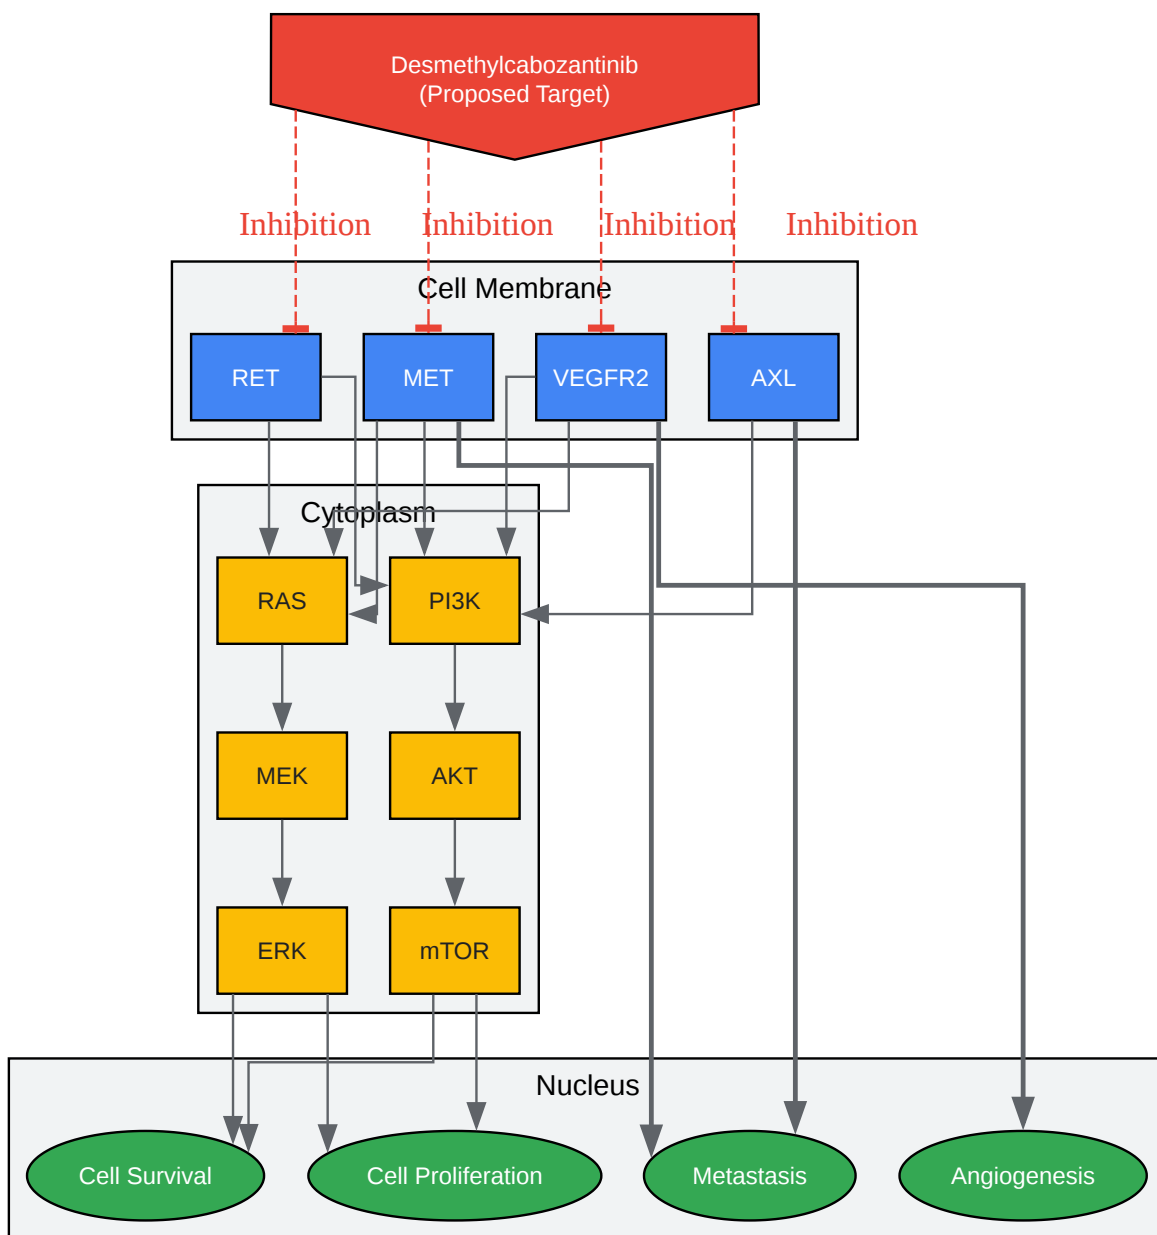 Desmethylcabozantinib
(Proposed Target)
Inhibition Inhibition Inhibition Inhibition
Cell Membrane
RET MET VEGFR2 AXL
Cytoplasm
RAS PI3K
MEK AKT
ERK mTOR
Nucleus
Cell Survival Cell Proliferation Metastasis Angiogenesis